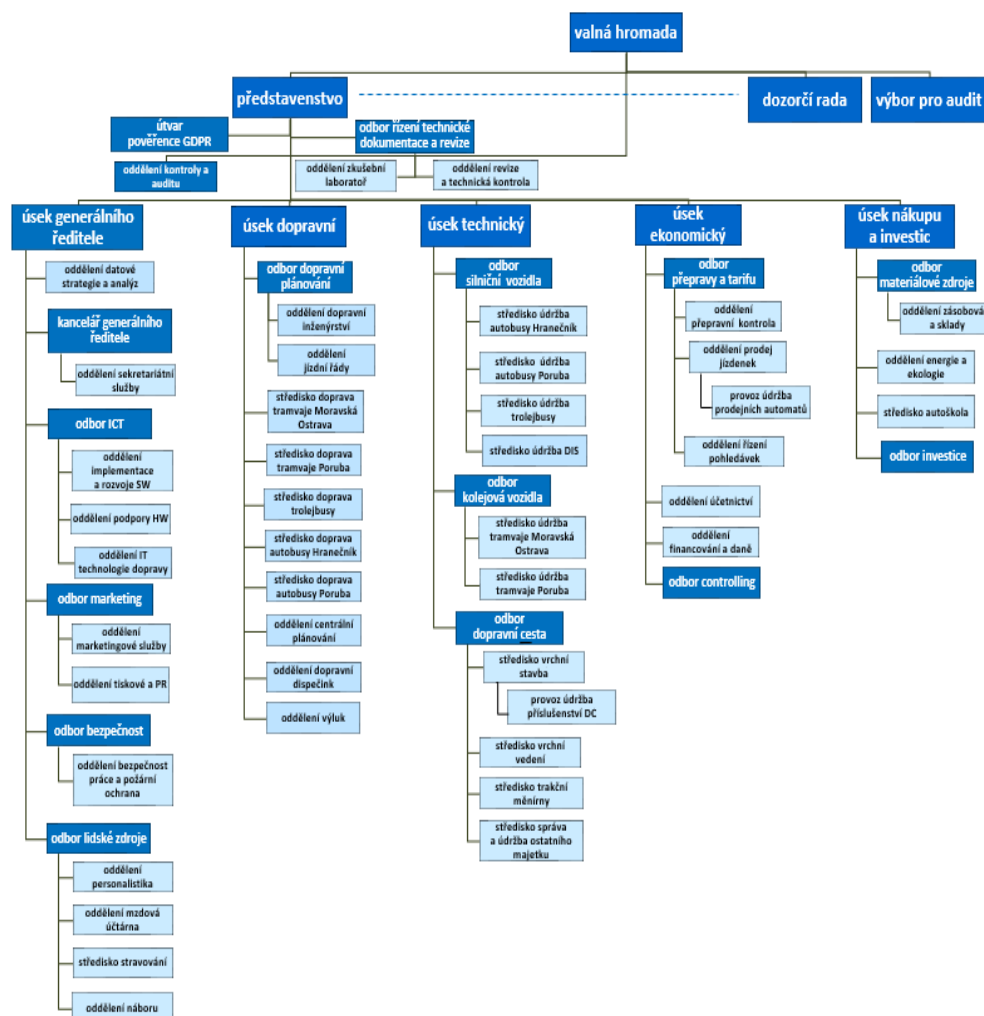 valná hromada
představenstvo
dozorčí rada
výbor pro audit
útvar
pověřence GDPR
odbor řízení technické
dokumentace a revize
oddělení kontroly a
auditu
oddělení zkušební
laboratoř
oddělení revize
a technická kontrola
úsek generálního
ředitele
oddělení datové
strategie a analýz
kancelář generálního
ředitele
oddělení sekretariátní
služby
odbor ICT
oddělení
implementace
a rozvoje SW
oddělení podpory HW
oddělení IT
technologie dopravy
odbor marketing
oddělení
marketingové služby
oddělení tiskové a PR
odbor bezpečnost
oddělení bezpečnost
práce a požární
ochrana
odbor lidské zdroje
oddělení
personalistika
oddělení mzdová
účtárna
středisko stravování
oddělení náboru
úsek dopravní
odbor dopravní
plánování
oddělení dopravní
inženýrství
oddělení
jízdní řády
středisko doprava
tramvaje Moravská
Ostrava
středisko doprava
tramvaje Poruba
středisko doprava
trolejbusy
středisko doprava
autobusy Hranečník
středisko doprava
autobusy Poruba
oddělení centrální
plánování
oddělení dopravní
dispečink
oddělení výluk
úsek technický
odbor
silniční vozidla
středisko údržba
autobusy Hranečník
středisko údržba
autobusy Poruba
středisko údržba
trolejbusy
středisko údržba DIS
odbor
kolejová vozidla
středisko údržba
tramvaje Moravská
Ostrava
středisko údržba
tramvaje Poruba
odbor
dopravní cesta
středisko vrchní
stavba
provoz údržba
příslušenství DC
středisko vrchní
vedení
středisko trakční
měnírny
středisko správa
a údržba ostatního
majetku
úsek
ekonomický
odbor
přepravy a tarifu
oddělení
přepravní kontrola
oddělení prodej
jízdenek
provoz údržba
prodejních automatů
oddělení řízení
pohledávek
oddělení účetnictví
oddělení
financování a daně
odbor controlling
úsek nákupu
a investic
odbor
materiálové zdroje
oddělení zásobování
a sklady
oddělení energie a
ekologie
středisko autoškola
odbor investice